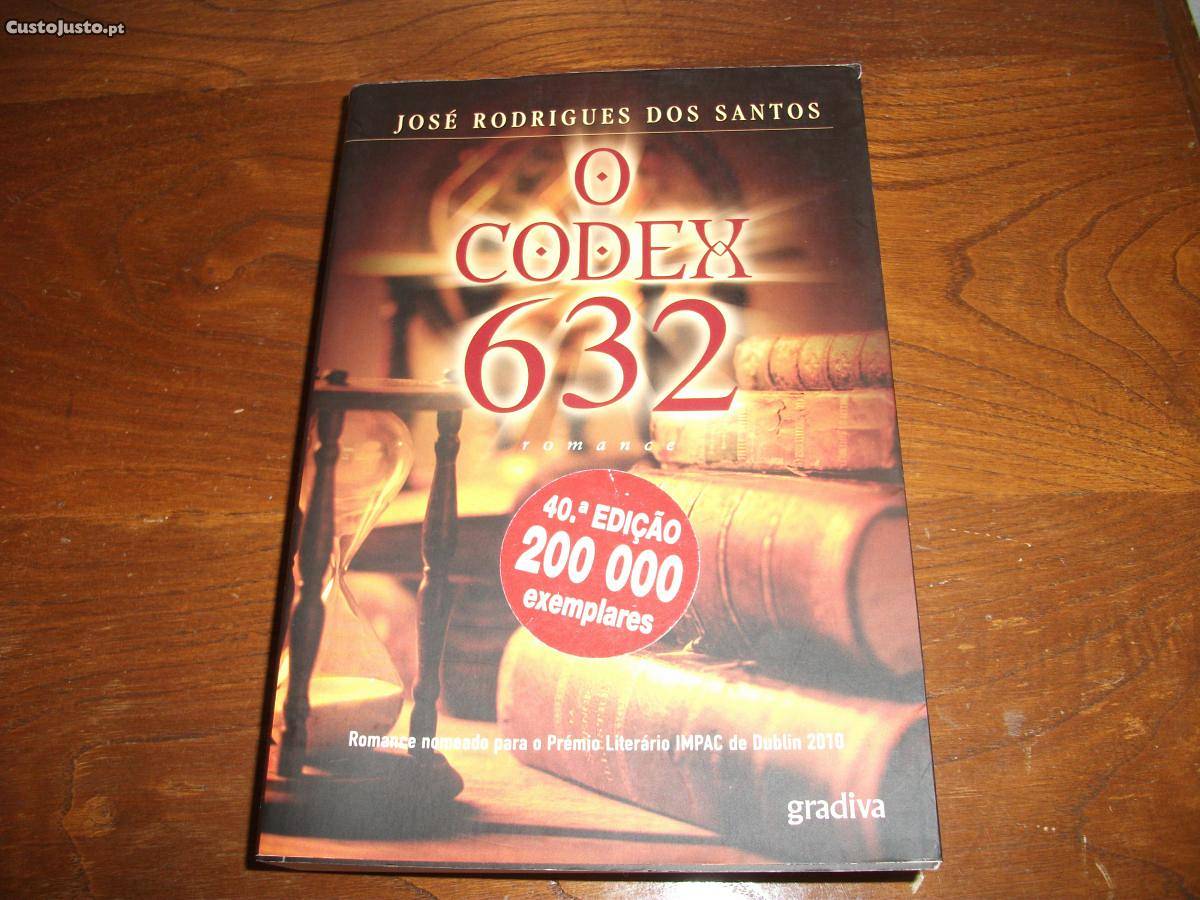 CustoJusto.pt
JOSÉ RODRIGUES DOS SANTOS
O
CODEX
632
romance
40.ª EDIÇÃO
200 000
exemplares
Romance nomeado para o Prémio Literário IMPAC de Dublin 2010
gradiva